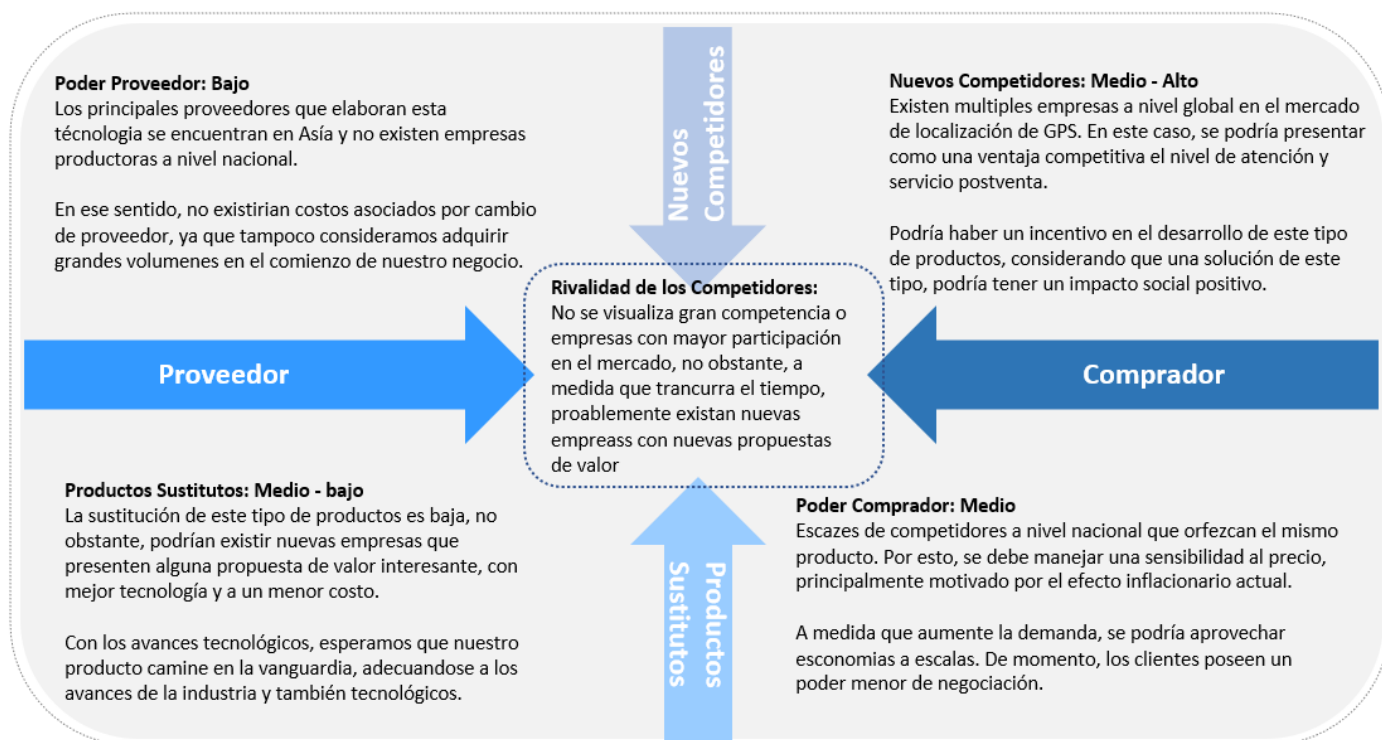 Poder Proveedor: Bajo
Los principales proveedores que elaboran esta
técnologia se encuentran en Asía y no existen empresas
productoras a nivel nacional.
En ese sentido, no existirian costos asociados por cambio
de proveedor, ya que tampoco consideramos adquirir
grandes volumenes en el comienzo de nuestro negocio.
Nuevos
Competidores
Nuevos Competidores: Medio - Alto
Existen multiples empresas a nivel global en el mercado
de localización de GPS. En este caso, se podría presentar
como una ventaja competitiva el nivel de atención y
servicio postventa.
Podría haber un incentivo en el desarrollo de este tipo
de productos, considerando que una solución de este
tipo, podría tener un impacto social positivo.
Proveedor
Rivalidad de los Competidores:
No se visualiza gran competencia o
empresas con mayor participación
en el mercado, no obstante, a
medida que trancurra el tiempo,
proablemente existan nuevas
empreass con nuevas propuestas
de valor
Comprador
Productos Sustitutos: Medio - bajo
La sustitución de este tipo de productos es baja, no
obstante, podrían existir nuevas empresas que
presenten alguna propuesta de valor interesante, con
mejor tecnología y a un menor costo.
Con los avances tecnológicos, esperamos que nuestro
producto camine en la vanguardia, adecuandose a los
avances de la industria y también tecnológicos.
Productos
Sustitutos
Poder Comprador: Medio
Escazes de competidores a nivel nacional que orfezcan el mismo
producto. Por esto, se debe manejar una sensibilidad al precio,
principalmente motivado por el efecto inflacionario actual.
A medida que aumente la demanda, se podría aprovechar
esconomias a escalas. De momento, los clientes poseen un
poder menor de negociación.